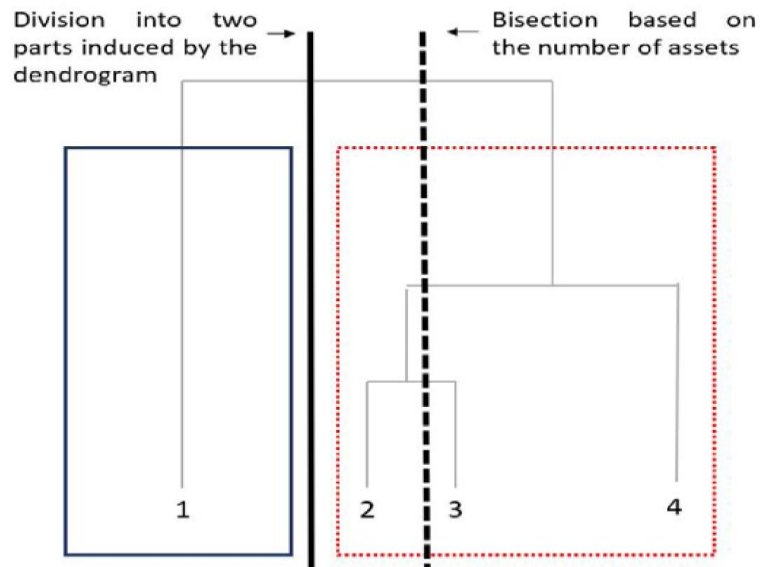 Division into two
parts induced by the
dendrogram
Bisection based on
the number of assets
1
2
3
4